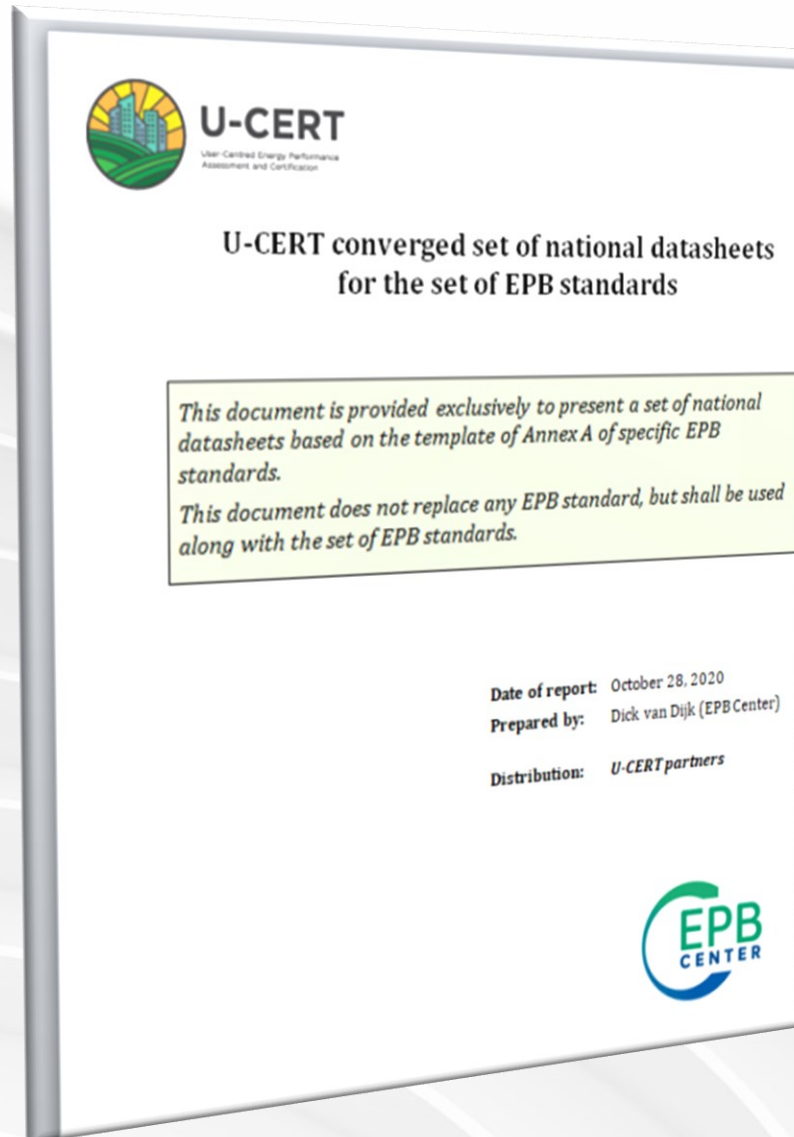 U-CERT
User-Centred Energy Performance
Assessment and Certification
U-CERT converged set of national datasheets
for the set of EPB standards
This document is provided exclusively to present a set of national
datasheets based on the template of Annex A of specific EPB
standards.
This document does not replace any EPB standard, but shall be used
along with the set of EPB standards.
Date of report: October 28, 2020
Prepared by: Dick van Dijk (EPB Center)
Distribution: U-CERT partners
EPB
CENTER